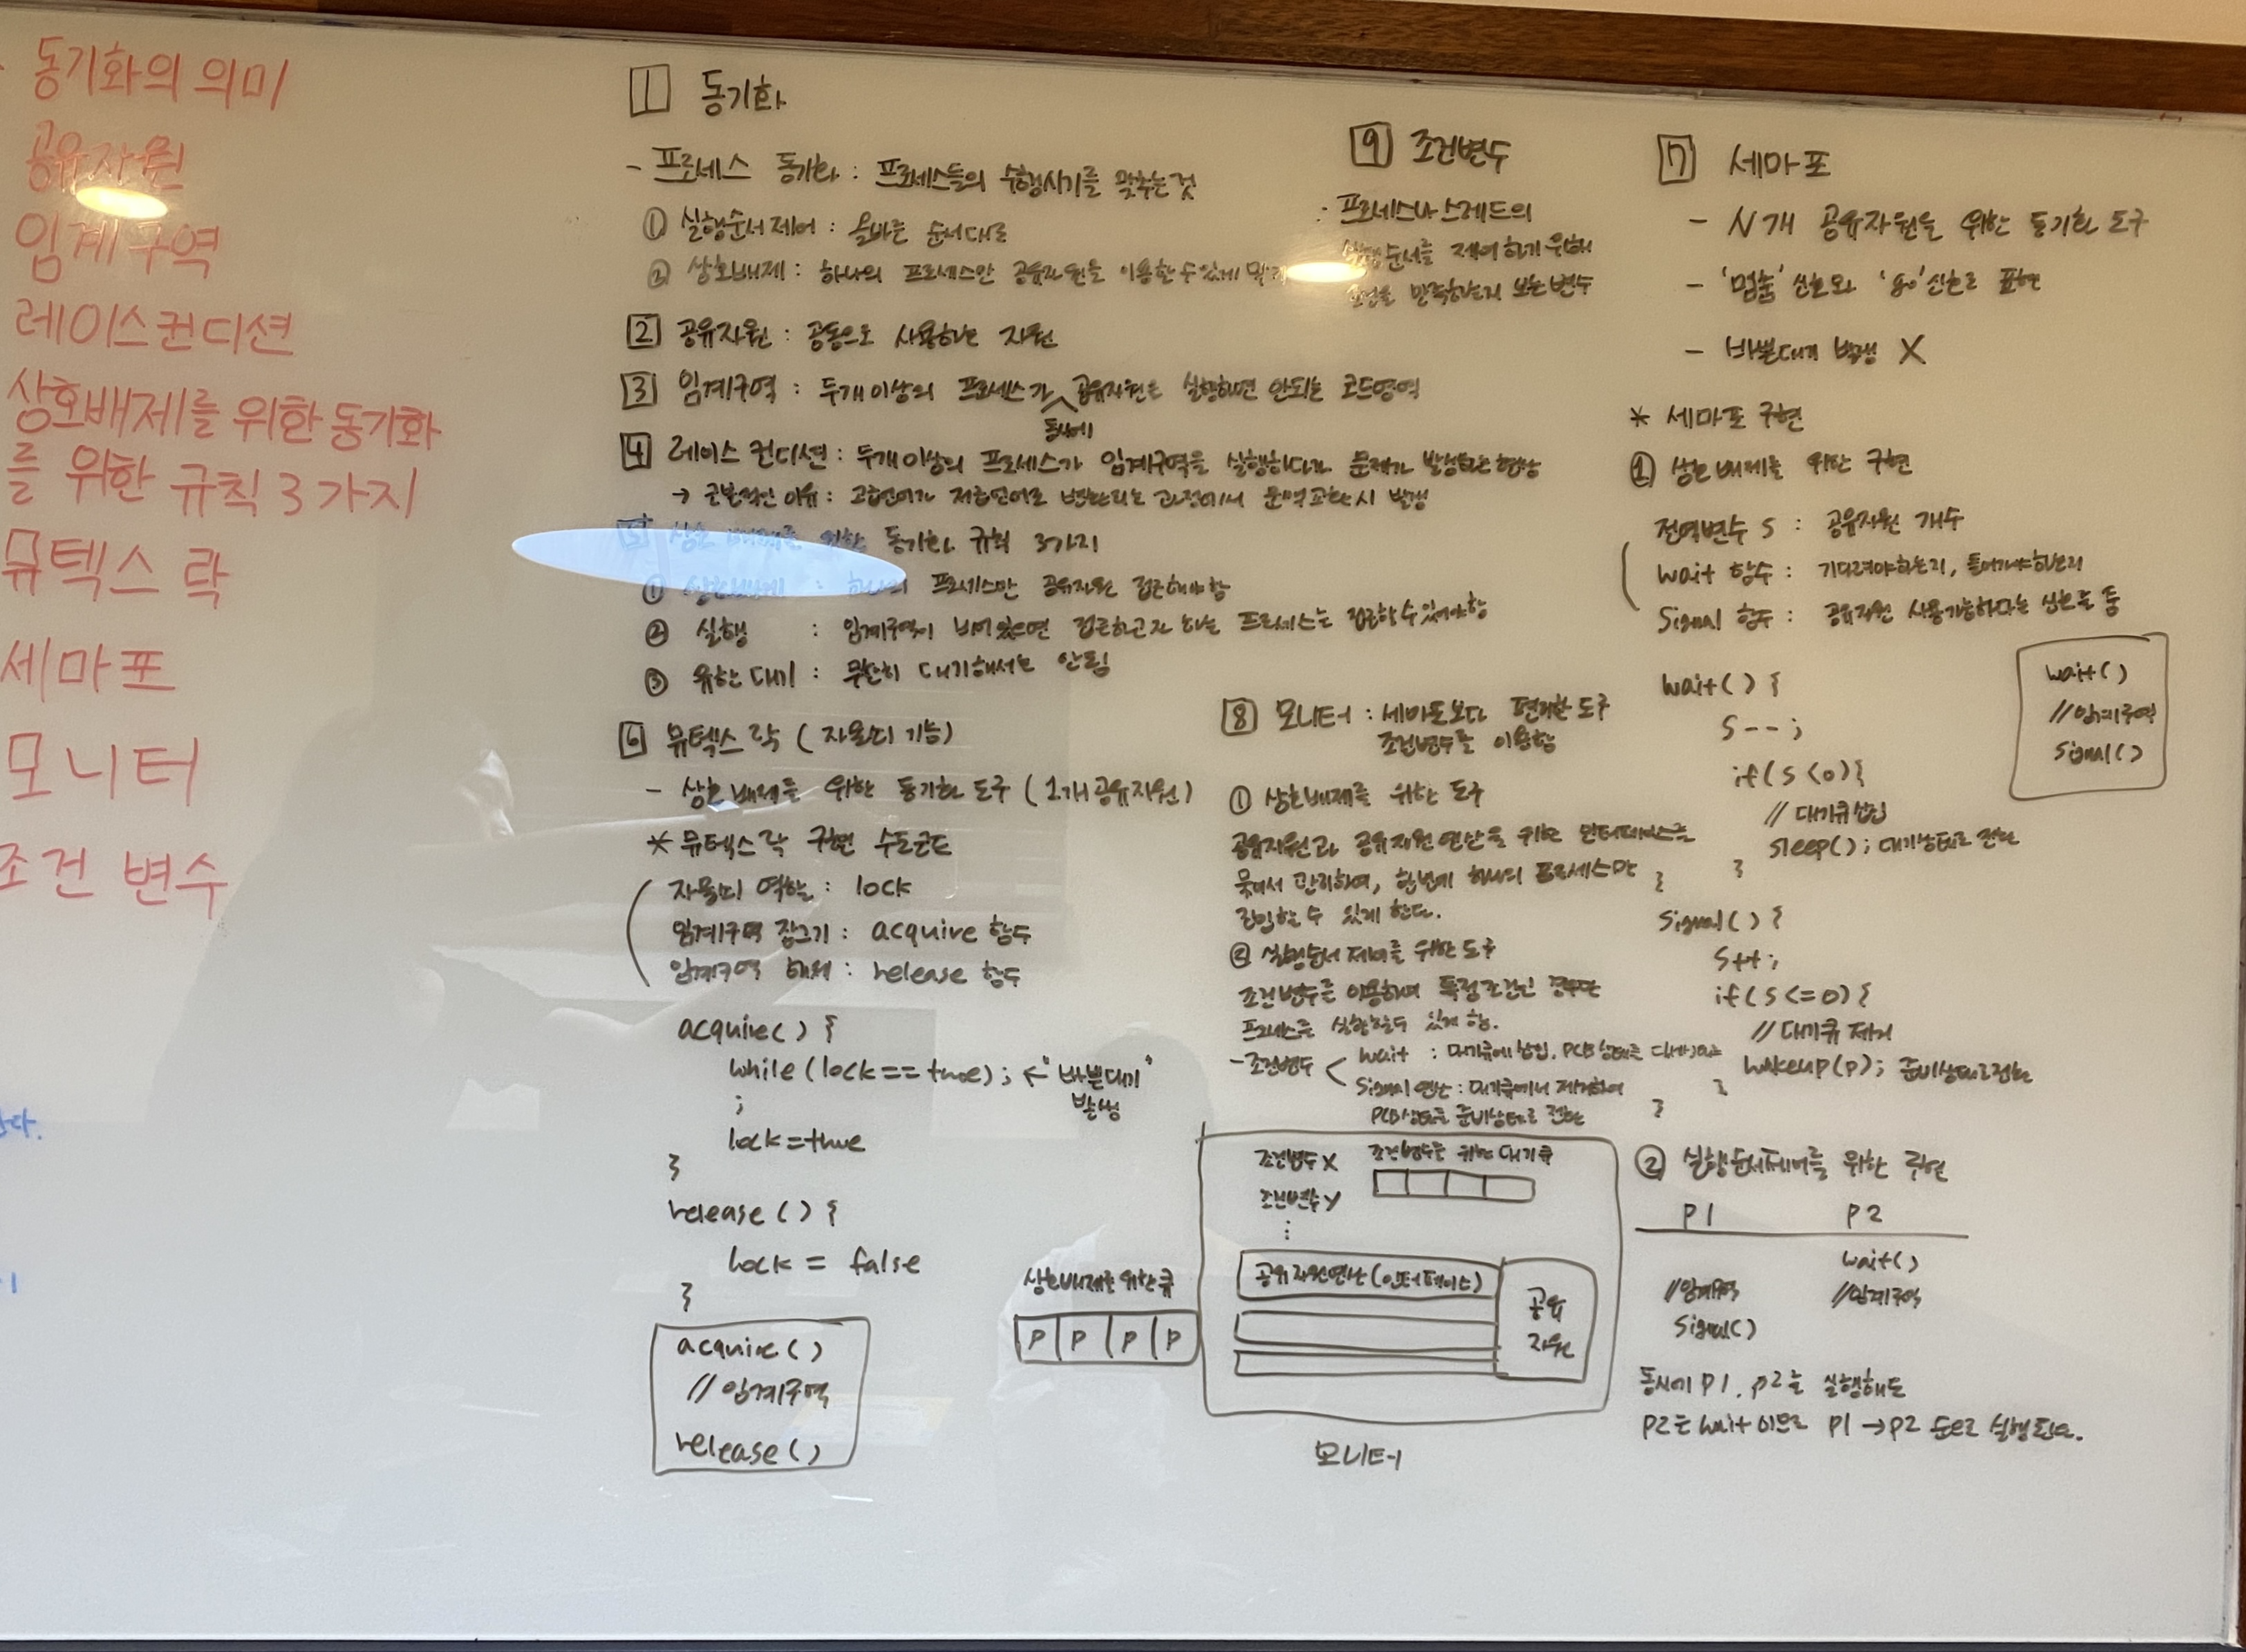 동기화의 의미
공유자원
임계구역
레이스컨디션
상호배제를 위한 동기화
를 위한 규칙 3가지
뮤텍스 락
세마포
모니터
조건 변수
1 동기화
- 프로세스 동기화 : 프로세스들의 수행시기를 맞추는것
① 실행순서제어 : 올바른 순서대로
② 상호배제 : 하나의 프로세스만 공유자원을 이용할 수 있게
2 공유자원 : 공동으로 사용하는 자원
3 임계구역 : 두개이상의 프로세스가 공유자원을 실행하면 안되는 코드영역
동시에
4 레이스 컨디션 : 두개이상의 프로세스가 임계구역을 실행하다가 문제가 발생하는 현상
→ 근본적인 이유 : 고급언어가 저급언어로 변환되는 과정에서 문맥교환시 발생
5 상호 배제를 위한 동기화 규칙 3가지
① 상호배제 : 하나의 프로세스만 공유자원 접근해야함
② 실행 : 임계구역이 비어있으면 접근하고자 하는 프로세스는 접근할수있어야함
③ 유한대기 : 무한히 대기해서는 안됨
6 뮤텍스 락 ( 자물쇠 기능)
- 상호배제를 위한 동기화 도구 ( 1개 공유자원)
* 뮤텍스 락 구현 수도코드
자물쇠 역할 : lock
임계구역 잠그기 : acquire 함수
임계구역 해제 : release 함수
acquire() {
while(lock==true); ← "바쁜대기"
발생
;
lock=true
}
release () {
lock = false
}
acquire()
// 임계구역
release()
9 조건변수
: 프로세스나 스레드의
실행순서를 제어하기 위해
조건을 만족하는지 보는 변수
8 모니터 : 세마포보다 편리한 도구
조건변수를 이용함
① 상호배제를 위한 도구
공유자원과 공유자원 연산을 위한 인터페이스를
묶어서 관리하여, 한번에 하나의 프로세스만
진입할 수 있게 한다.
② 실행순서 제어를 위한 도구
조건변수를 이용하여 특정조건인 경우만
프로세스를 실행할수 있게 함.
- 조건변수 < wait : 대기큐에 삽입, PCB 상태를
Signal 연산 : 대기큐에서 제거하여
PCB상태를 준비상태로 전환
조건변수 X 조건변수를 위한 대기큐
조건변수 Y
⋮
공유자원연산(인터페이스)
공유
자원
상호배제를 위한 큐
P P P P
모니터
7 세마포
- N개 공유자원을 위한 동기화 도구
- '멈춤' 신호와 'go'신호로 표현
- 바쁜대기 발생 X
* 세마포 구현
① 상호배제를 위한 구현
전역변수 S : 공유자원 개수
wait 함수 : 기다려야하는지, 들어가야하는지
Signal 함수 : 공유자원 사용가능하다는 신호를 줌
wait()
//임계구역
signal()
wait() {
S--;
if(S<0){
// 대기큐삽입
sleep(); 대기상태로 전환
}
}
Signal() {
S++;
if(S<=0){
// 대기큐 제거
wakeup(p); 준비상태로전환
}
}
② 실행순서제어를 위한 구현
P1 P2
wait()
//임계구역 //임계구역
Signal()
동시에 P1, P2를 실행해도
P2는 wait 이므로 P1 → P2 순으로 실행된다.